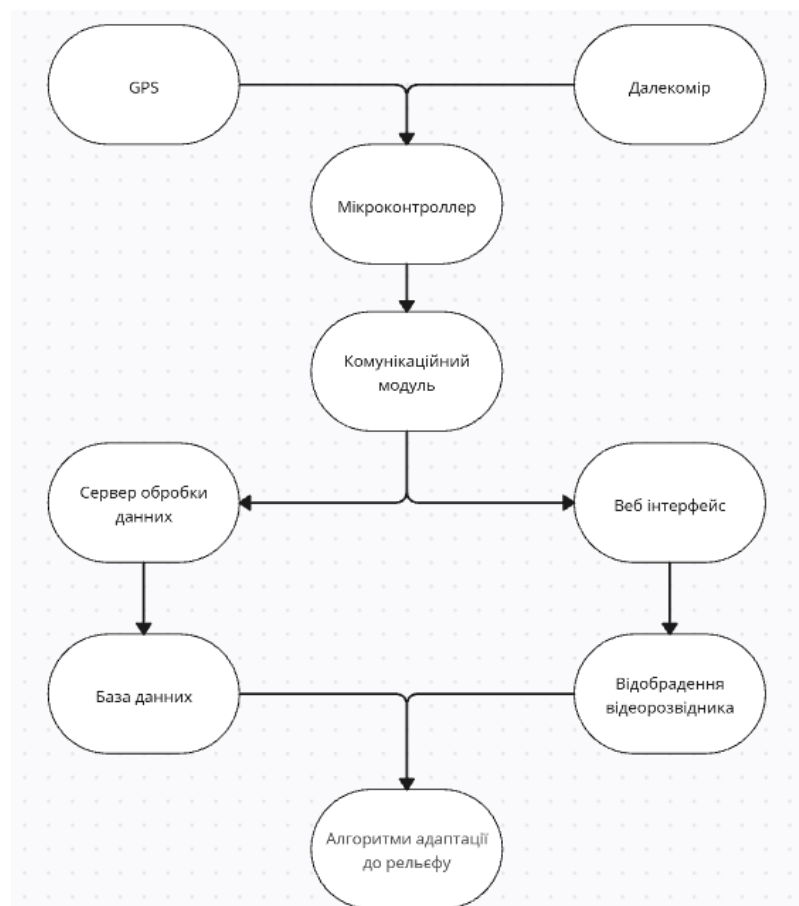 GPS
Далекомір
Мікроконтроллер
Комунікаційний
модуль
Сервер обробки
данних
Веб інтерфейс
База данних
Відобрадення
відеорозвідника
Алгоритми адаптації
до рельєфу